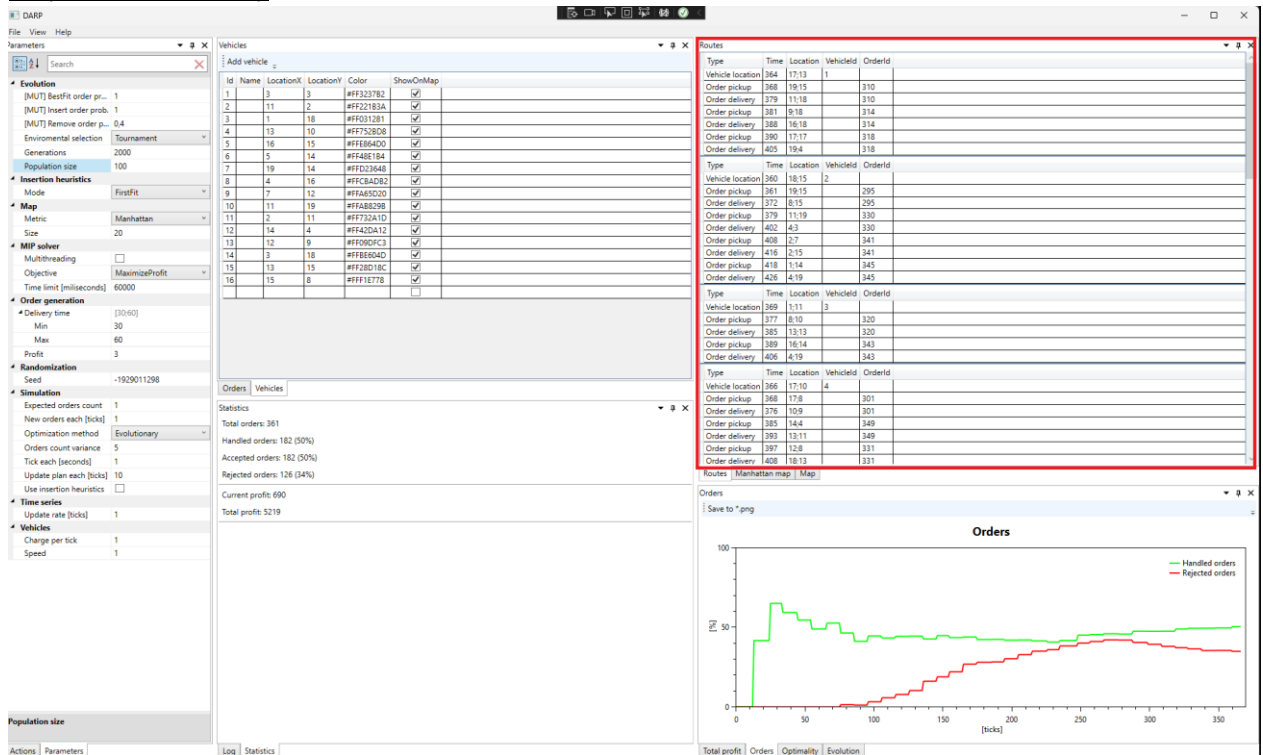 DARP
File View Help
Parameters
Search
Evolution
[MUT] BestFit order pr... 1
[MUT] Insert order prob. 1
[MUT] Remove order p... 0,4
Enviromental selection Tournament
Generations 2000
Population size 100
Insertion heuristics
Mode FirstFit
Map
Metric Manhattan
Size 20
MIP solver
Multithreading
Objective MaximizeProfit
Time limit [miliseconds] 60000
Order generation
Delivery time [30;60]
Min 30
Max 60
Profit 3
Randomization
Seed -1929011298
Simulation
Expected orders count 1
New orders each [ticks] 1
Optimization method Evolutionary
Orders count variance 5
Tick each [seconds] 1
Update plan each [ticks] 10
Use insertion heuristics
Time series
Update rate [ticks] 1
Vehicles
Charge per tick 1
Speed 1
Population size
Actions Parameters
Vehicles
Add vehicle
Id Name LocationX LocationY Color ShowOnMap
1 3 3 #FF3237B2
2 11 2 #FF221B3A
3 1 18 #FF031281
4 13 10 #FF752BD8
5 16 15 #FFE864D0
6 5 14 #FF48E184
7 19 14 #FFD23648
8 4 16 #FFCBADB2
9 7 12 #FFA65D20
10 11 19 #FFAB829B
11 2 11 #FF732A1D
12 14 4 #FF42DA12
13 12 9 #FF09DFC3
14 3 18 #FFBE604D
15 13 15 #FF28D18C
16 15 8 #FFF1E778
Orders Vehicles
Statistics
Total orders: 361
Handled orders: 182 (50%)
Accepted orders: 182 (50%)
Rejected orders: 126 (34%)
Current profit: 690
Total profit: 5219
Log Statistics
Routes
Type Time Location VehicleId OrderId
Vehicle location 364 17;13 1
Order pickup 368 19;15 310
Order delivery 379 11;18 310
Order pickup 381 9;18 314
Order delivery 388 16;18 314
Order pickup 390 17;17 318
Order delivery 405 19;4 318
Type Time Location VehicleId OrderId
Vehicle location 360 18;15 2
Order pickup 361 19;15 295
Order delivery 372 8;15 295
Order pickup 379 11;19 330
Order delivery 402 4;3 330
Order pickup 408 2;7 341
Order delivery 416 2;15 341
Order pickup 418 1;14 345
Order delivery 426 4;19 345
Type Time Location VehicleId OrderId
Vehicle location 369 1;11 3
Order pickup 377 8;10 320
Order delivery 385 13;13 320
Order pickup 389 16;14 343
Order delivery 406 4;19 343
Type Time Location VehicleId OrderId
Vehicle location 366 17;10 4
Order pickup 368 17;8 301
Order delivery 376 10;9 301
Order pickup 385 14;4 349
Order delivery 393 13;11 349
Order pickup 397 12;8 331
Order delivery 408 18;13 331
Routes Manhattan map Map
Orders
Save to *.png
Orders
Handled orders
Rejected orders
100
50
0
[%]
0 50 100 150 200 250 300 350
[ticks]
Total profit Orders Optimality Evolution